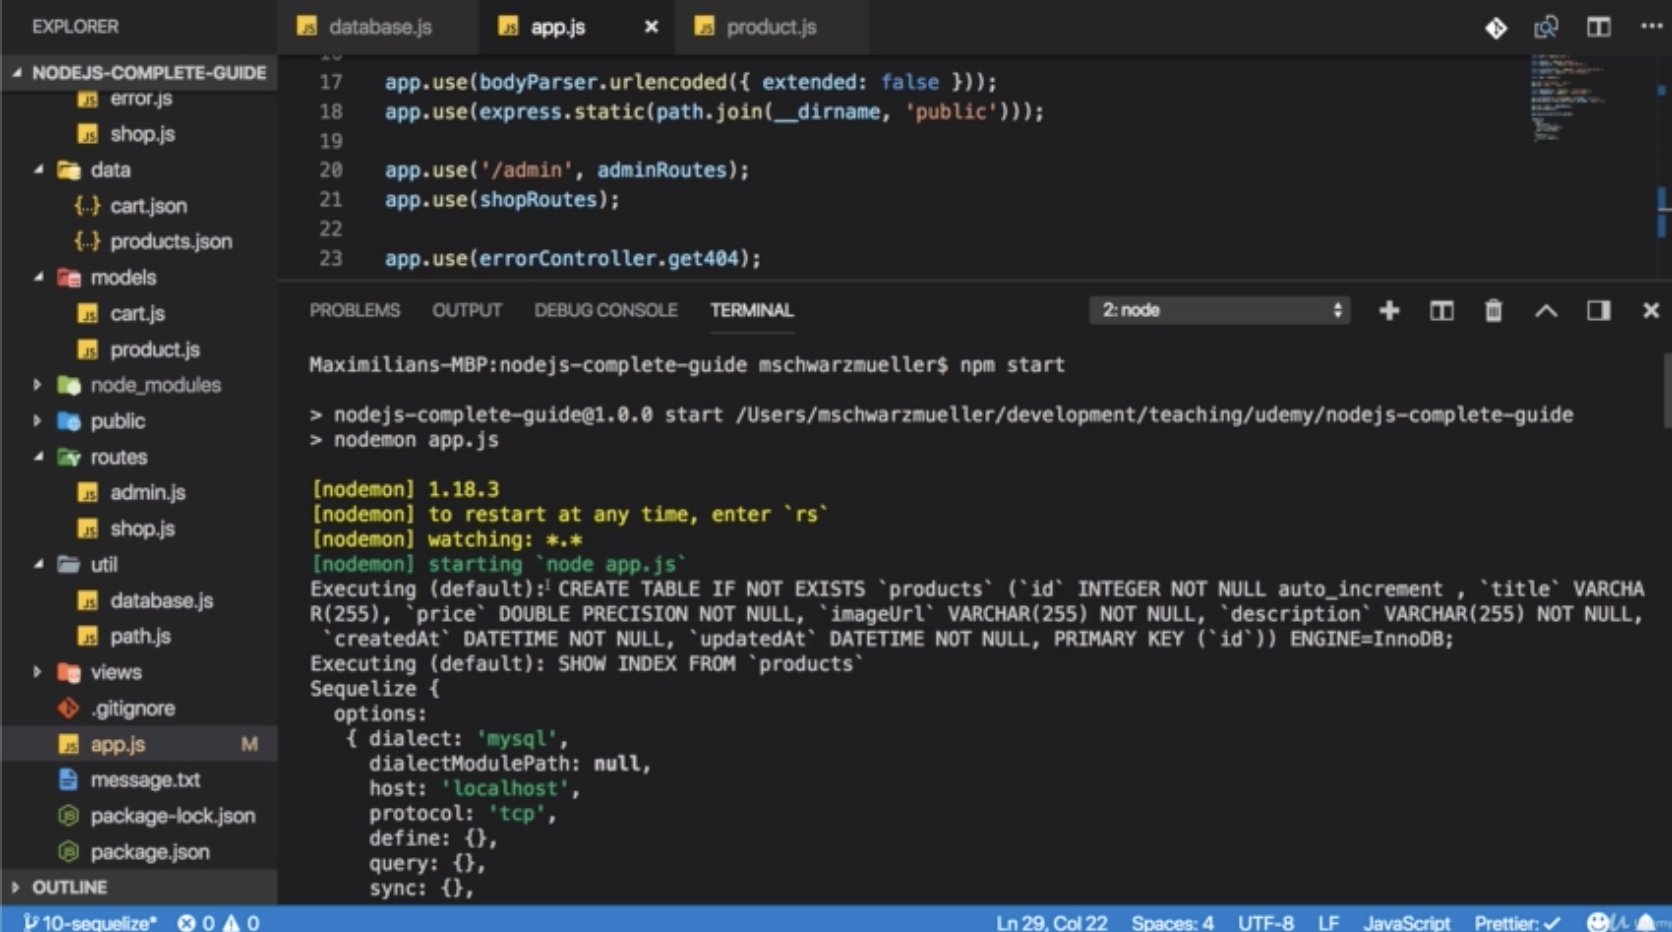 EXPLORER
NODEJS-COMPLETE-GUIDE
error.js
shop.js
data
cart.json
products.json
models
cart.js
product.js
node_modules
public
routes
admin.js
shop.js
util
database.js
path.js
views
.gitignore
app.js M
message.txt
package-lock.json
package.json
OUTLINE
database.js app.js product.js
17 app.use(bodyParser.urlencoded({ extended: false }));
18 app.use(express.static(path.join(__dirname, 'public')));
19
20 app.use('/admin', adminRoutes);
21 app.use(shopRoutes);
22
23 app.use(errorController.get404);
PROBLEMS OUTPUT DEBUG CONSOLE TERMINAL 2: node
Maximilians-MBP:nodejs-complete-guide mschwarzmueller$ npm start
> nodejs-complete-guide@1.0.0 start /Users/mschwarzmueller/development/teaching/udemy/nodejs-complete-guide
> nodemon app.js
[nodemon] 1.18.3
[nodemon] to restart at any time, enter `rs`
[nodemon] watching: *.*
[nodemon] starting `node app.js`
Executing (default): CREATE TABLE IF NOT EXISTS `products` (`id` INTEGER NOT NULL auto_increment , `title` VARCHA
R(255), `price` DOUBLE PRECISION NOT NULL, `imageUrl` VARCHAR(255) NOT NULL, `description` VARCHAR(255) NOT NULL,
`createdAt` DATETIME NOT NULL, `updatedAt` DATETIME NOT NULL, PRIMARY KEY (`id`)) ENGINE=InnoDB;
Executing (default): SHOW INDEX FROM `products`
Sequelize {
options:
{ dialect: 'mysql',
dialectModulePath: null,
host: 'localhost',
protocol: 'tcp',
define: {},
query: {},
sync: {},
10-sequelize* 0 0 Ln 29, Col 22 Spaces: 4 UTF-8 LF JavaScript Prettier: ✓